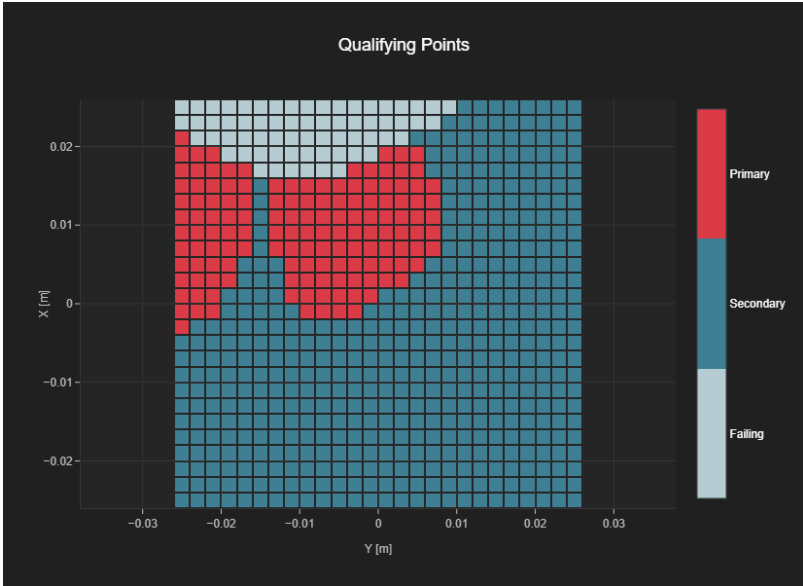 Qualifying Points
0.02
0.01
0
−0.01
−0.02
X [m]
−0.03
−0.02
−0.01
0
0.01
0.02
0.03
Y [m]
Primary
Secondary
Failing